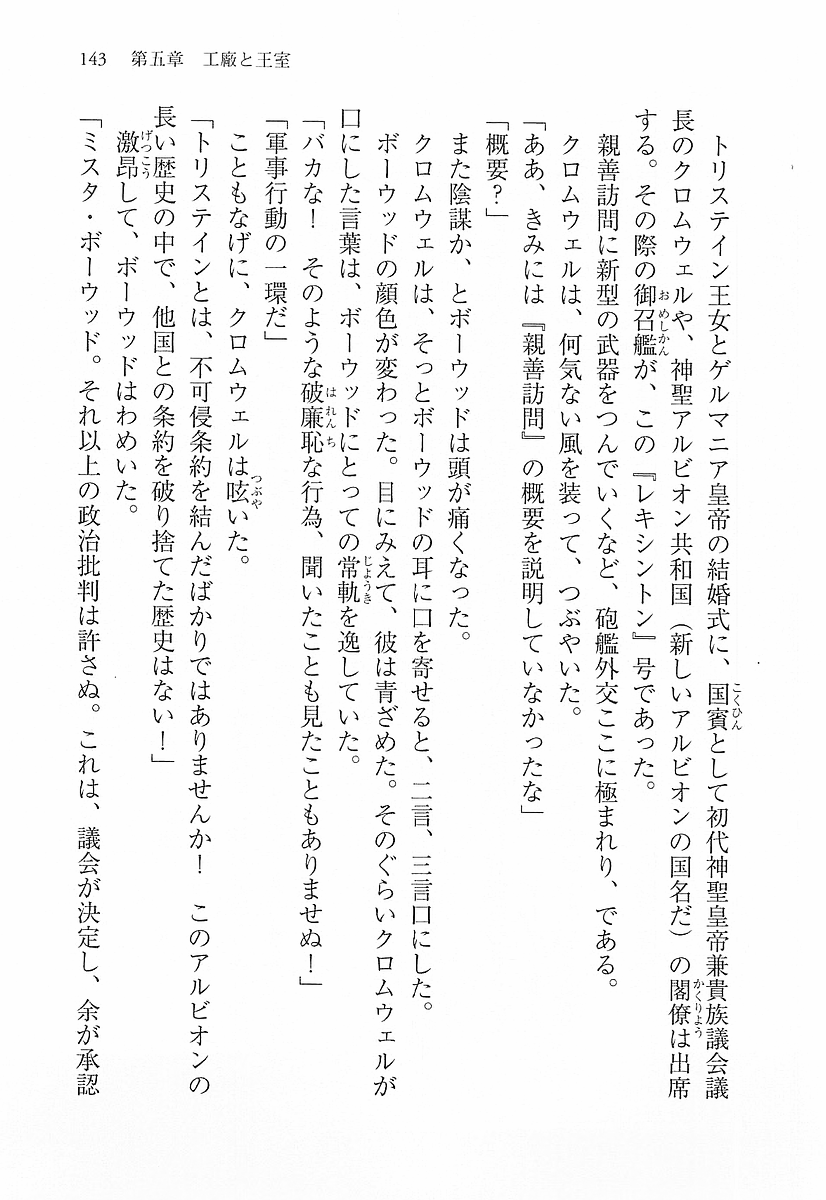 143　第五章　工廠と王室
　トリステイン王女とゲルマニア皇帝の結婚式に、国賓として初代神聖皇帝兼貴族議会議
長のクロムウェルや、神聖アルビオン共和国（新しいアルビオンの国名だ）の閣僚は出席
する。その際の御召艦が、この『レキシントン』号であった。
　親善訪問に新型の武器をつんでいくなど、砲艦外交ここに極まれり、である。
　クロムウェルは、何気ない風を装って、つぶやいた。
「ああ、きみには『親善訪問』の概要を説明していなかったな」
「概要？」
　また陰謀か、とボーウッドは頭が痛くなった。
　クロムウェルは、そっとボーウッドの耳に口を寄せると、二言、三言口にした。
　ボーウッドの顔色が変わった。目にみえて、彼は青ざめた。そのぐらいクロムウェルが
口にした言葉は、ボーウッドにとっての常軌を逸していた。
「バカな！　そのような破廉恥な行為、聞いたことも見たこともありませぬ！」
「軍事行動の一環だ」
　こともなげに、クロムウェルは呟いた。
「トリステインとは、不可侵条約を結んだばかりではありませんか！　このアルビオンの
長い歴史の中で、他国との条約を破り捨てた歴史はない！」
　激昂して、ボーウッドはわめいた。
「ミスタ・ボーウッド。それ以上の政治批判は許さぬ。これは、議会が決定し、余が承認